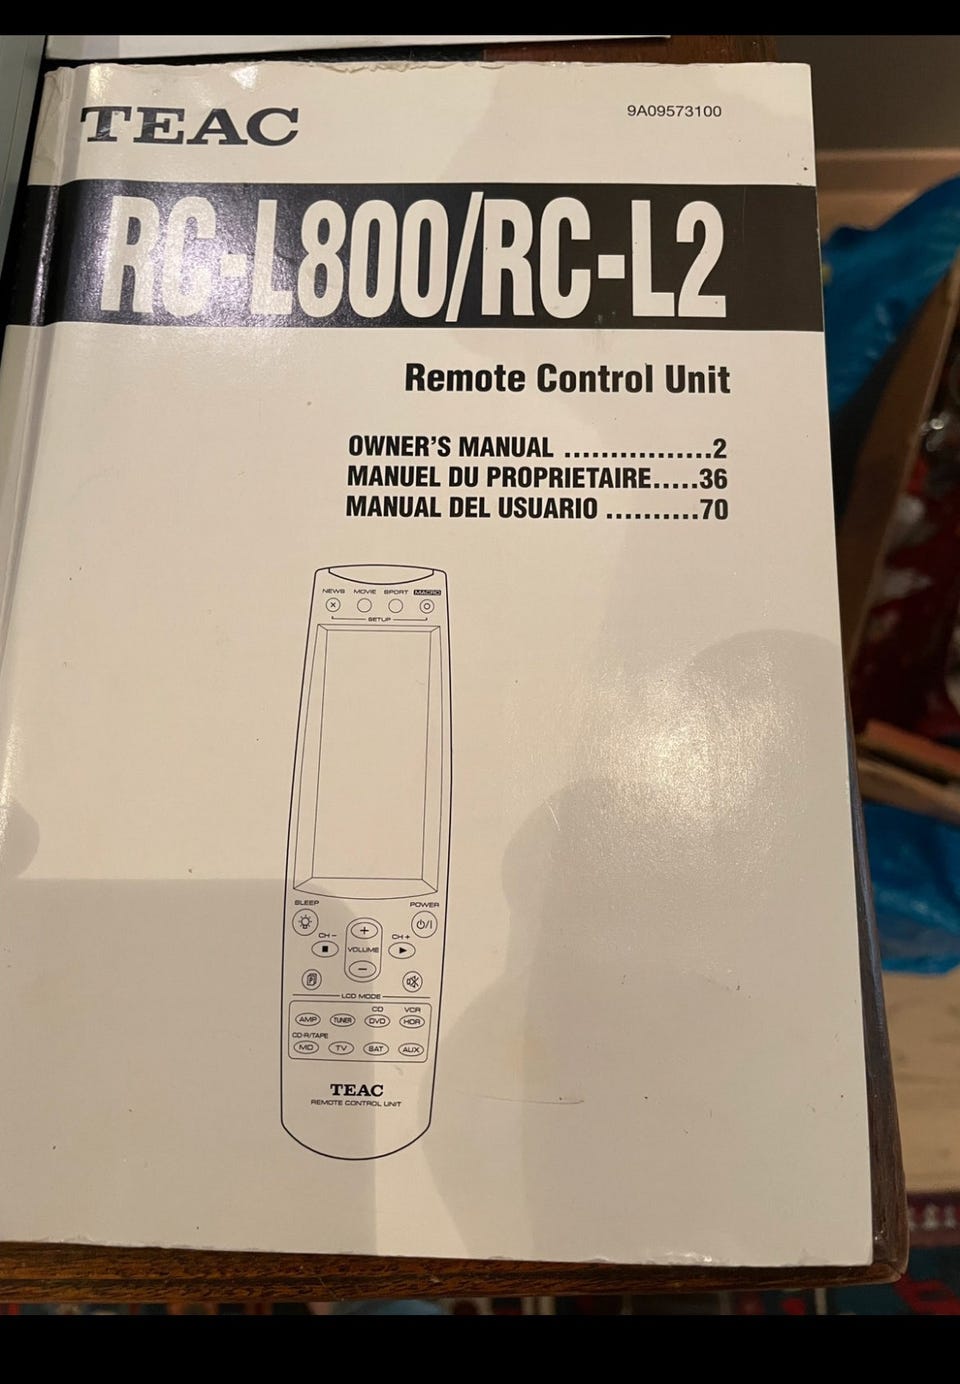 TEAC
9A09573100
RC-L800/RC-L2
Remote Control Unit
OWNER'S MANUAL ................2
MANUEL DU PROPRIETAIRE.....36
MANUAL DEL USUARIO ..........70
NEWS MOVIE SPORT MACRO
SETUP
SLEEP POWER
⏻/I
CH – + CH +
VOLUME
–
LCD MODE
CD VCR
AMP TUNER DVD HDR
CD-R/TAPE
MD TV SAT AUX
TEAC
REMOTE CONTROL UNIT